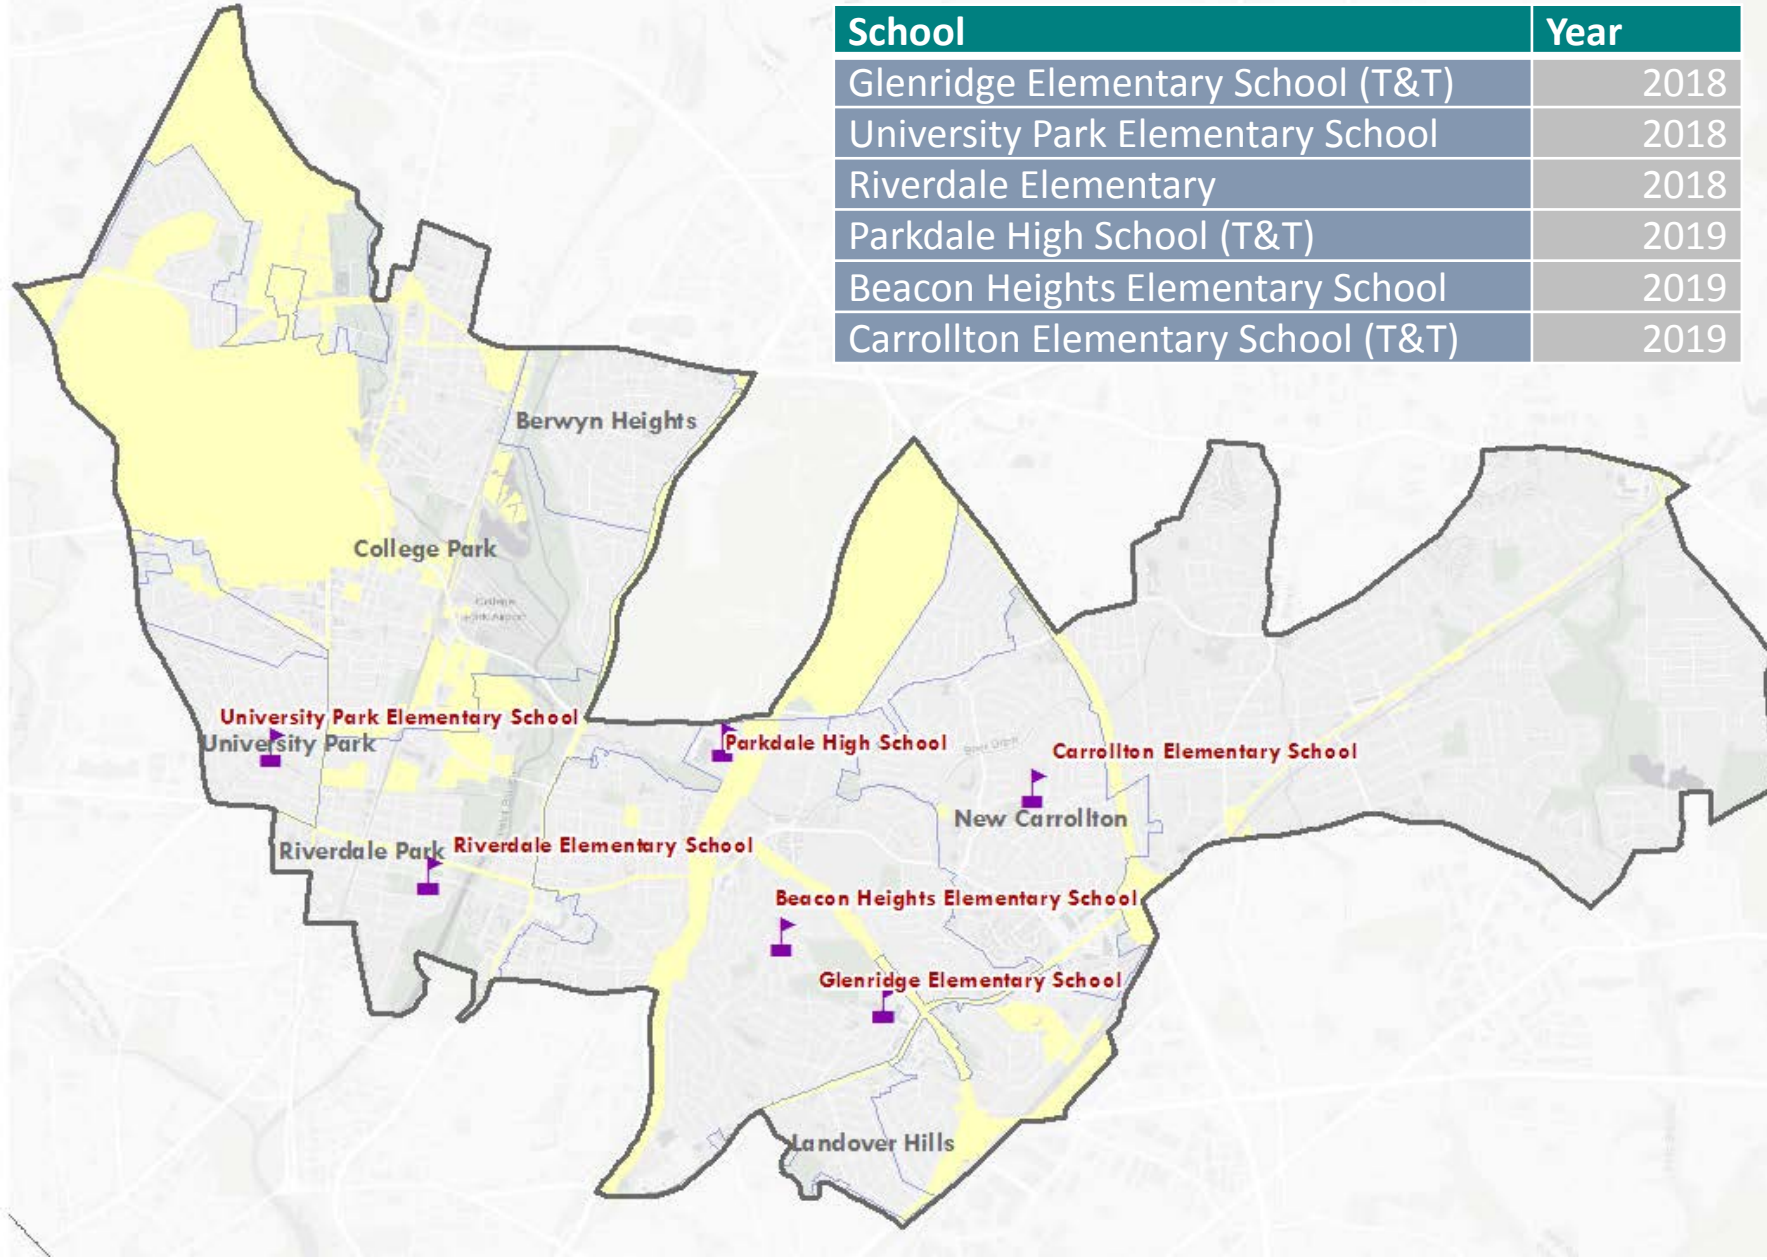 School Year
Glenridge Elementary School (T&T) 2018
University Park Elementary School 2018
Riverdale Elementary 2018
Parkdale High School (T&T) 2019
Beacon Heights Elementary School 2019
Carrollton Elementary School (T&T) 2019
Berwyn Heights
College Park
College
University Park Elementary School
University Park
Parkdale High School
Carrollton Elementary School
New Carrollton
Riverdale Park
Riverdale Elementary School
Beacon Heights Elementary School
Glenridge Elementary School
Landover Hills